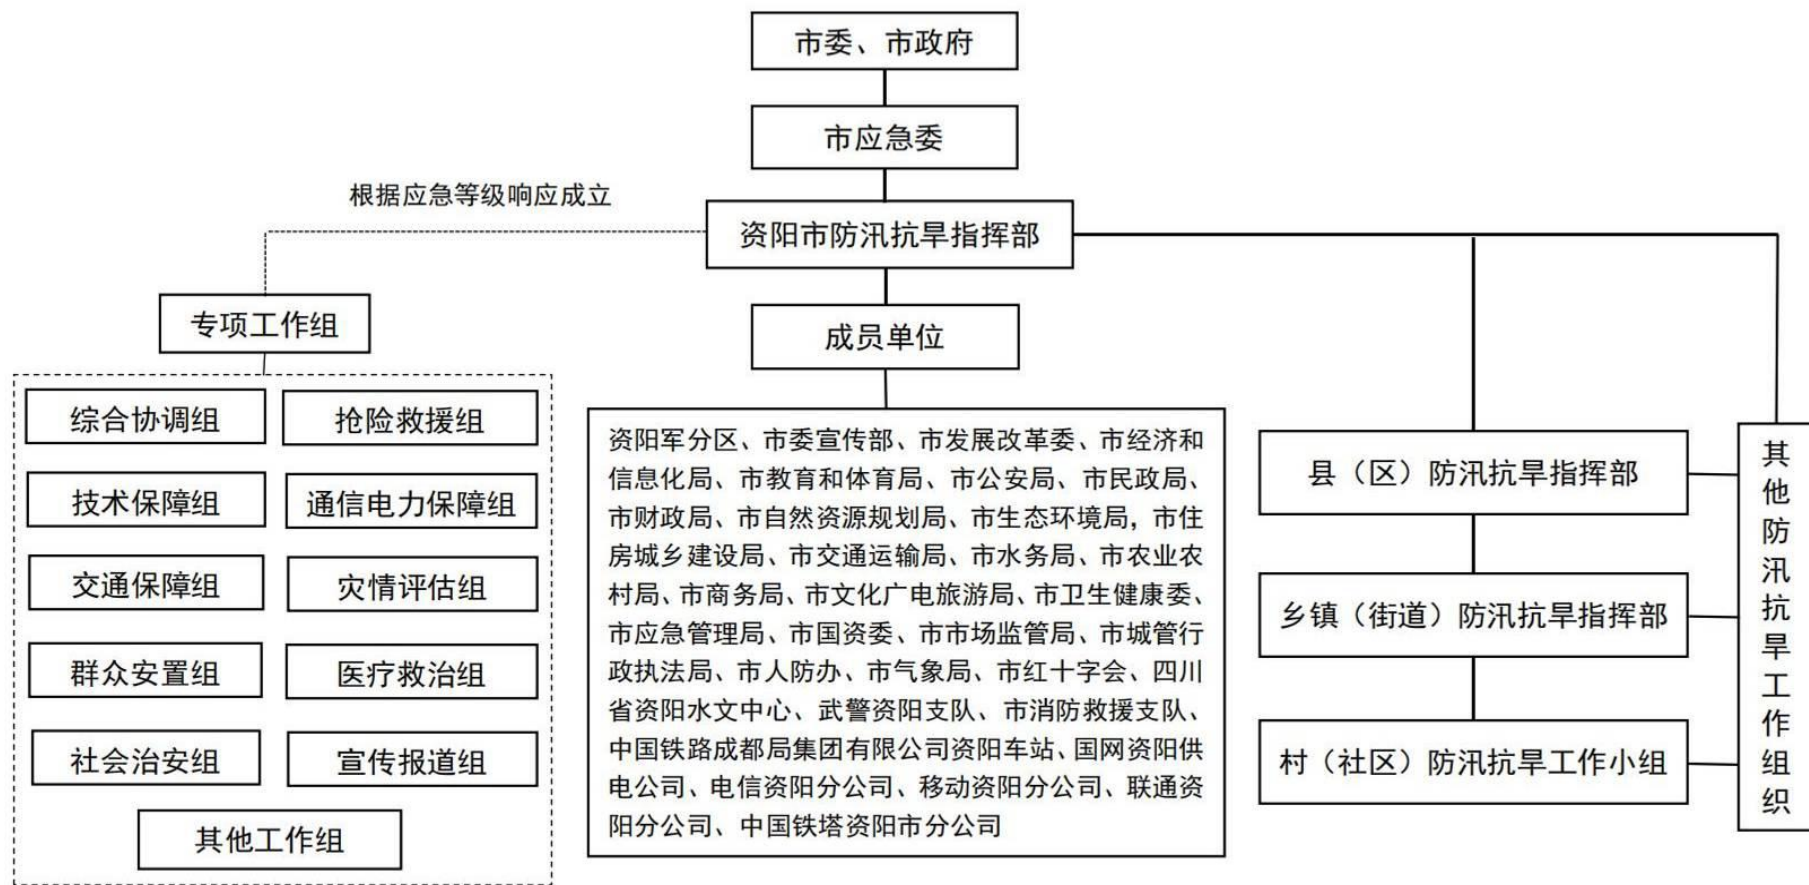 市委、市政府
市应急委
根据应急等级响应成立
资阳市防汛抗旱指挥部
专项工作组
综合协调组
抢险救援组
技术保障组
通信电力保障组
交通保障组
灾情评估组
群众安置组
医疗救治组
社会治安组
宣传报道组
其他工作组
成员单位
资阳军分区、市委宣传部、市发展改革委、市经济和
信息化局、市教育和体育局、市公安局、市民政局、
市财政局、市自然资源规划局、市生态环境局，市住
房城乡建设局、市交通运输局、市水务局、市农业农
村局、市商务局、市文化广电旅游局、市卫生健康委、
市应急管理局、市国资委、市市场监管局、市城管行
政执法局、市人防办、市气象局、市红十字会、四川
省资阳水文中心、武警资阳支队、市消防救援支队、
中国铁路成都局集团有限公司资阳车站、国网资阳供
电公司、电信资阳分公司、移动资阳分公司、联通资
阳分公司、中国铁塔资阳市分公司
县（区）防汛抗旱指挥部
乡镇（街道）防汛抗旱指挥部
村（社区）防汛抗旱工作小组
其他防汛抗旱工作组织